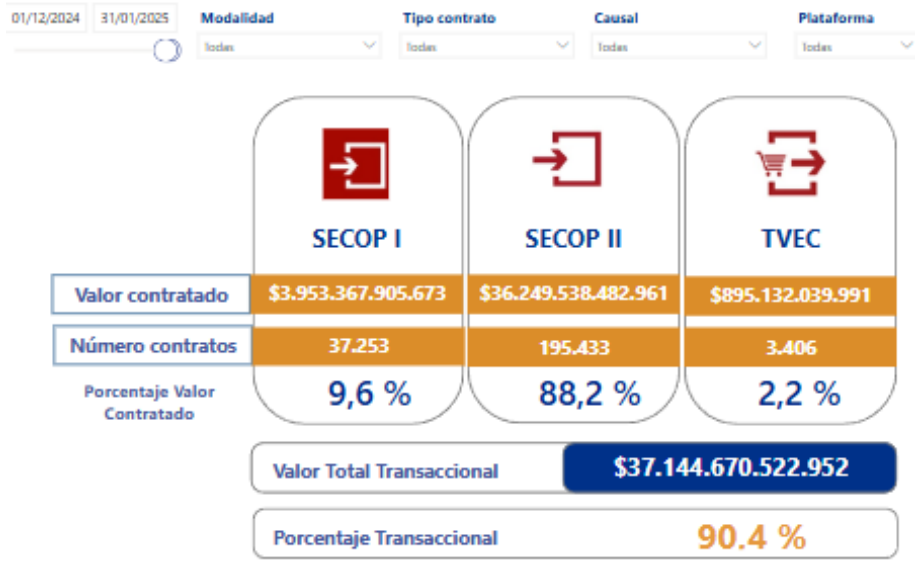 01/12/2024 31/01/2025 Modalidad Tipo contrato Causal Plataforma
Todas Todas Todas Todas
SECOP I SECOP II TVEC
Valor contratado $3.953.367.905.673 $36.249.538.482.961 $895.132.039.991
Número contratos 37.253 195.433 3.406
Porcentaje Valor
Contratado
9,6 % 88,2 % 2,2 %
Valor Total Transaccional $37.144.670.522.952
Porcentaje Transaccional 90.4 %